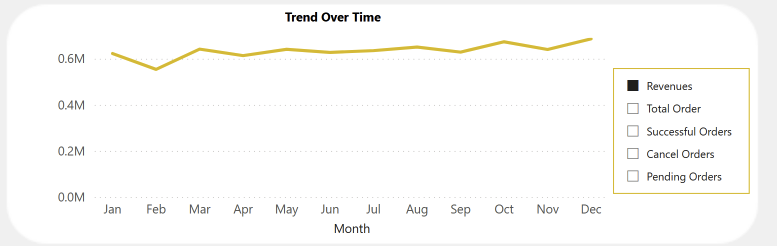 Trend Over Time
0.6M
0.4M
0.2M
0.0M
Jan Feb Mar Apr May Jun Jul Aug Sep Oct Nov Dec
Month
Revenues
Total Order
Successful Orders
Cancel Orders
Pending Orders